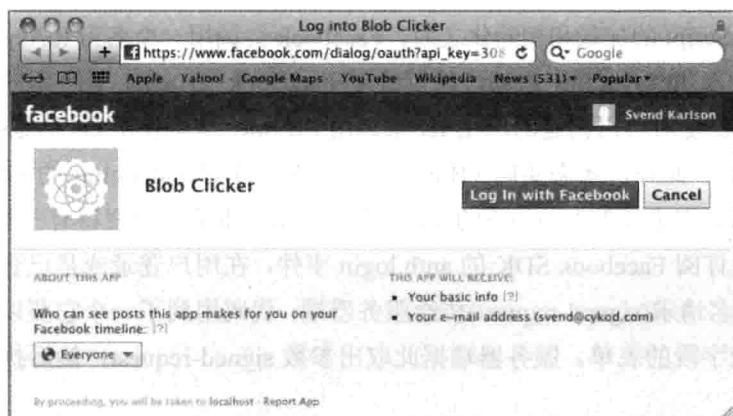 Log into Blob Clicker
https://www.facebook.com/dialog/oauth?api_key=308
Google
Apple Yahoo! Google Maps YouTube Wikipedia News (531) Popular
facebook
Svend Karlson
Blob Clicker
Log In with Facebook
Cancel
ABOUT THIS APP
THIS APP WILL RECEIVE:
Who can see posts this app makes for you on your
Facebook timeline: [?]
• Your basic info [?]
• Your e-mail address (svend@cykod.com)
Everyone
By proceeding, you will be taken to localhost · Report App